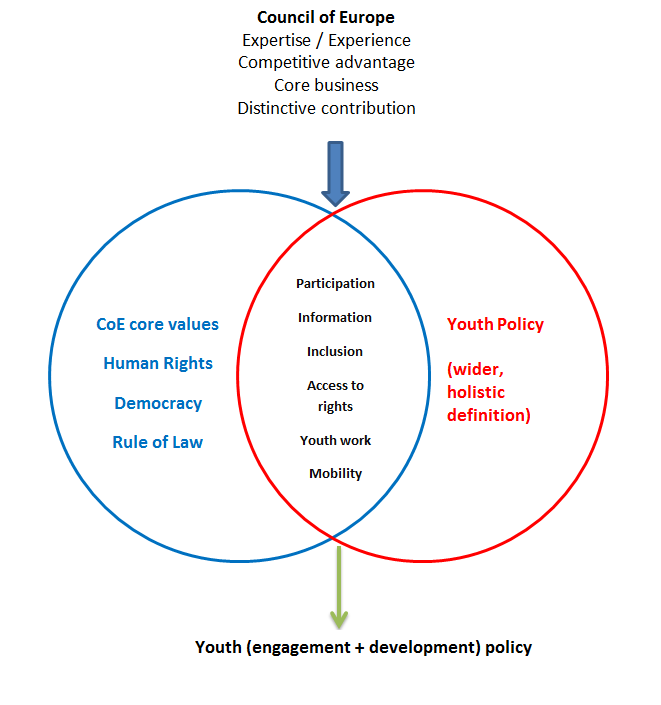 Council of Europe
Expertise / Experience
Competitive advantage
Core business
Distinctive contribution
CoE core values
Human Rights
Democracy
Rule of Law
Participation
Information
Inclusion
Access to
rights
Youth work
Mobility
Youth Policy
(wider,
holistic
definition)
Youth (engagement + development) policy